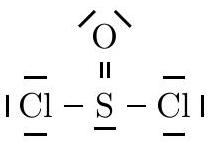 O
Cl – S – Cl